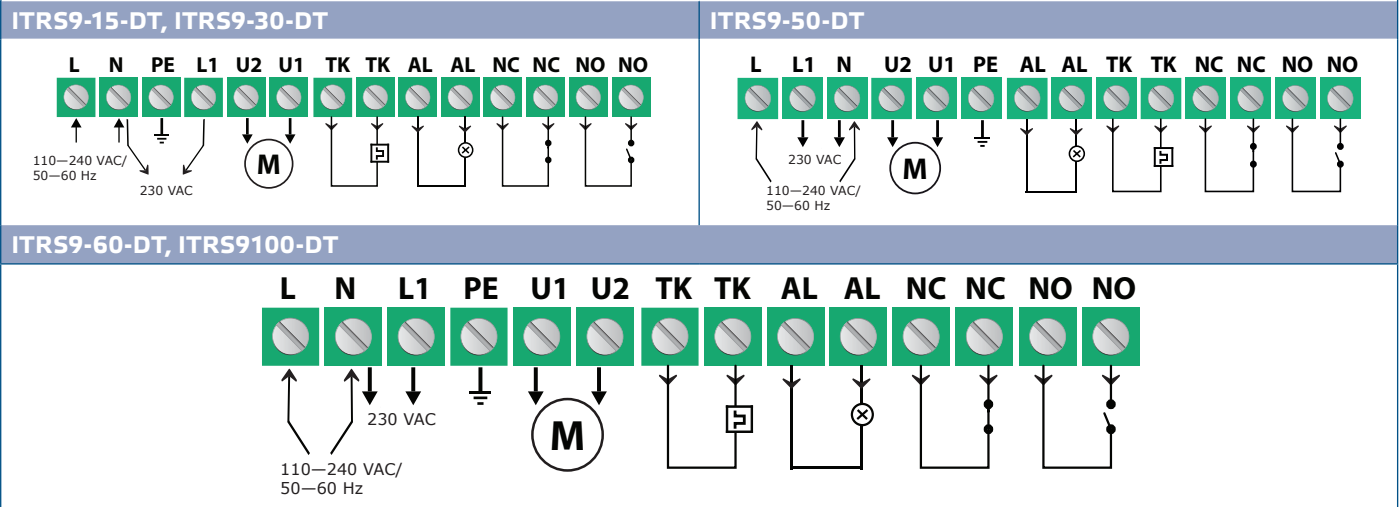 ITRS9-15-DT, ITRS9-30-DT
L N PE L1 U2 U1 TK TK AL AL NC NC NO NO
110—240 VAC/
50—60 Hz
230 VAC
M
ITRS9-50-DT
L L1 N U2 U1 PE AL AL TK TK NC NC NO NO
230 VAC
110—240 VAC/
50—60 Hz
M
ITRS9-60-DT, ITRS9100-DT
L N L1 PE U1 U2 TK TK AL AL NC NC NO NO
230 VAC
M
110—240 VAC/
50—60 Hz